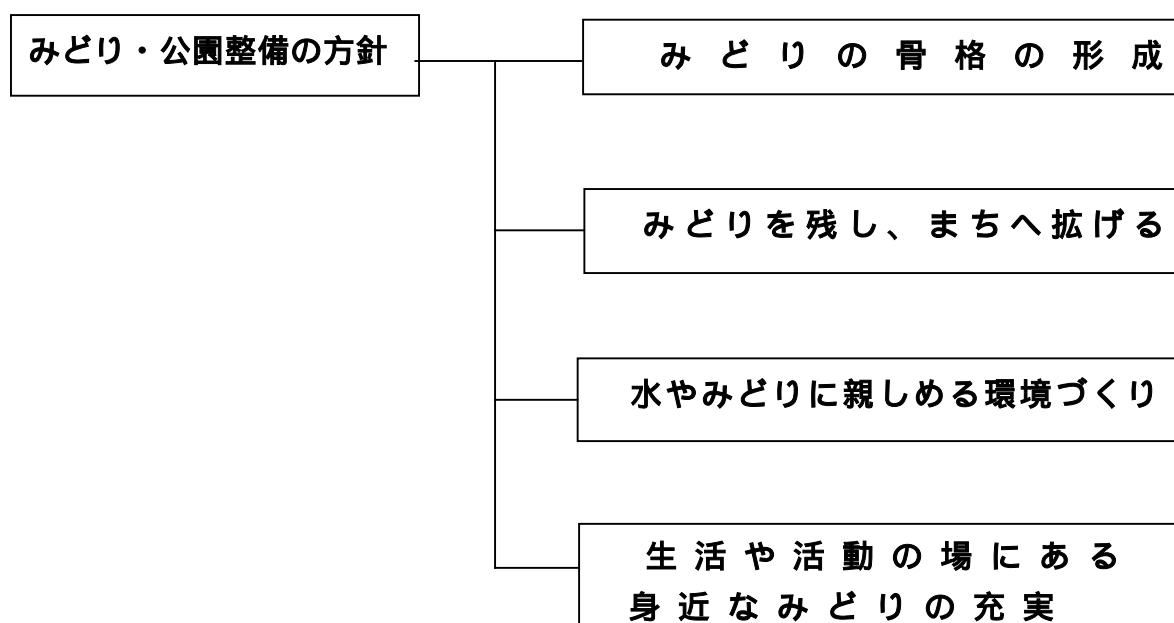 みどり・公園整備の方針
みどりの骨格の形成
みどりを残し、まちへ拡げる
水やみどりに親しめる環境づくり
生活や活動の場にある
身近なみどりの充実